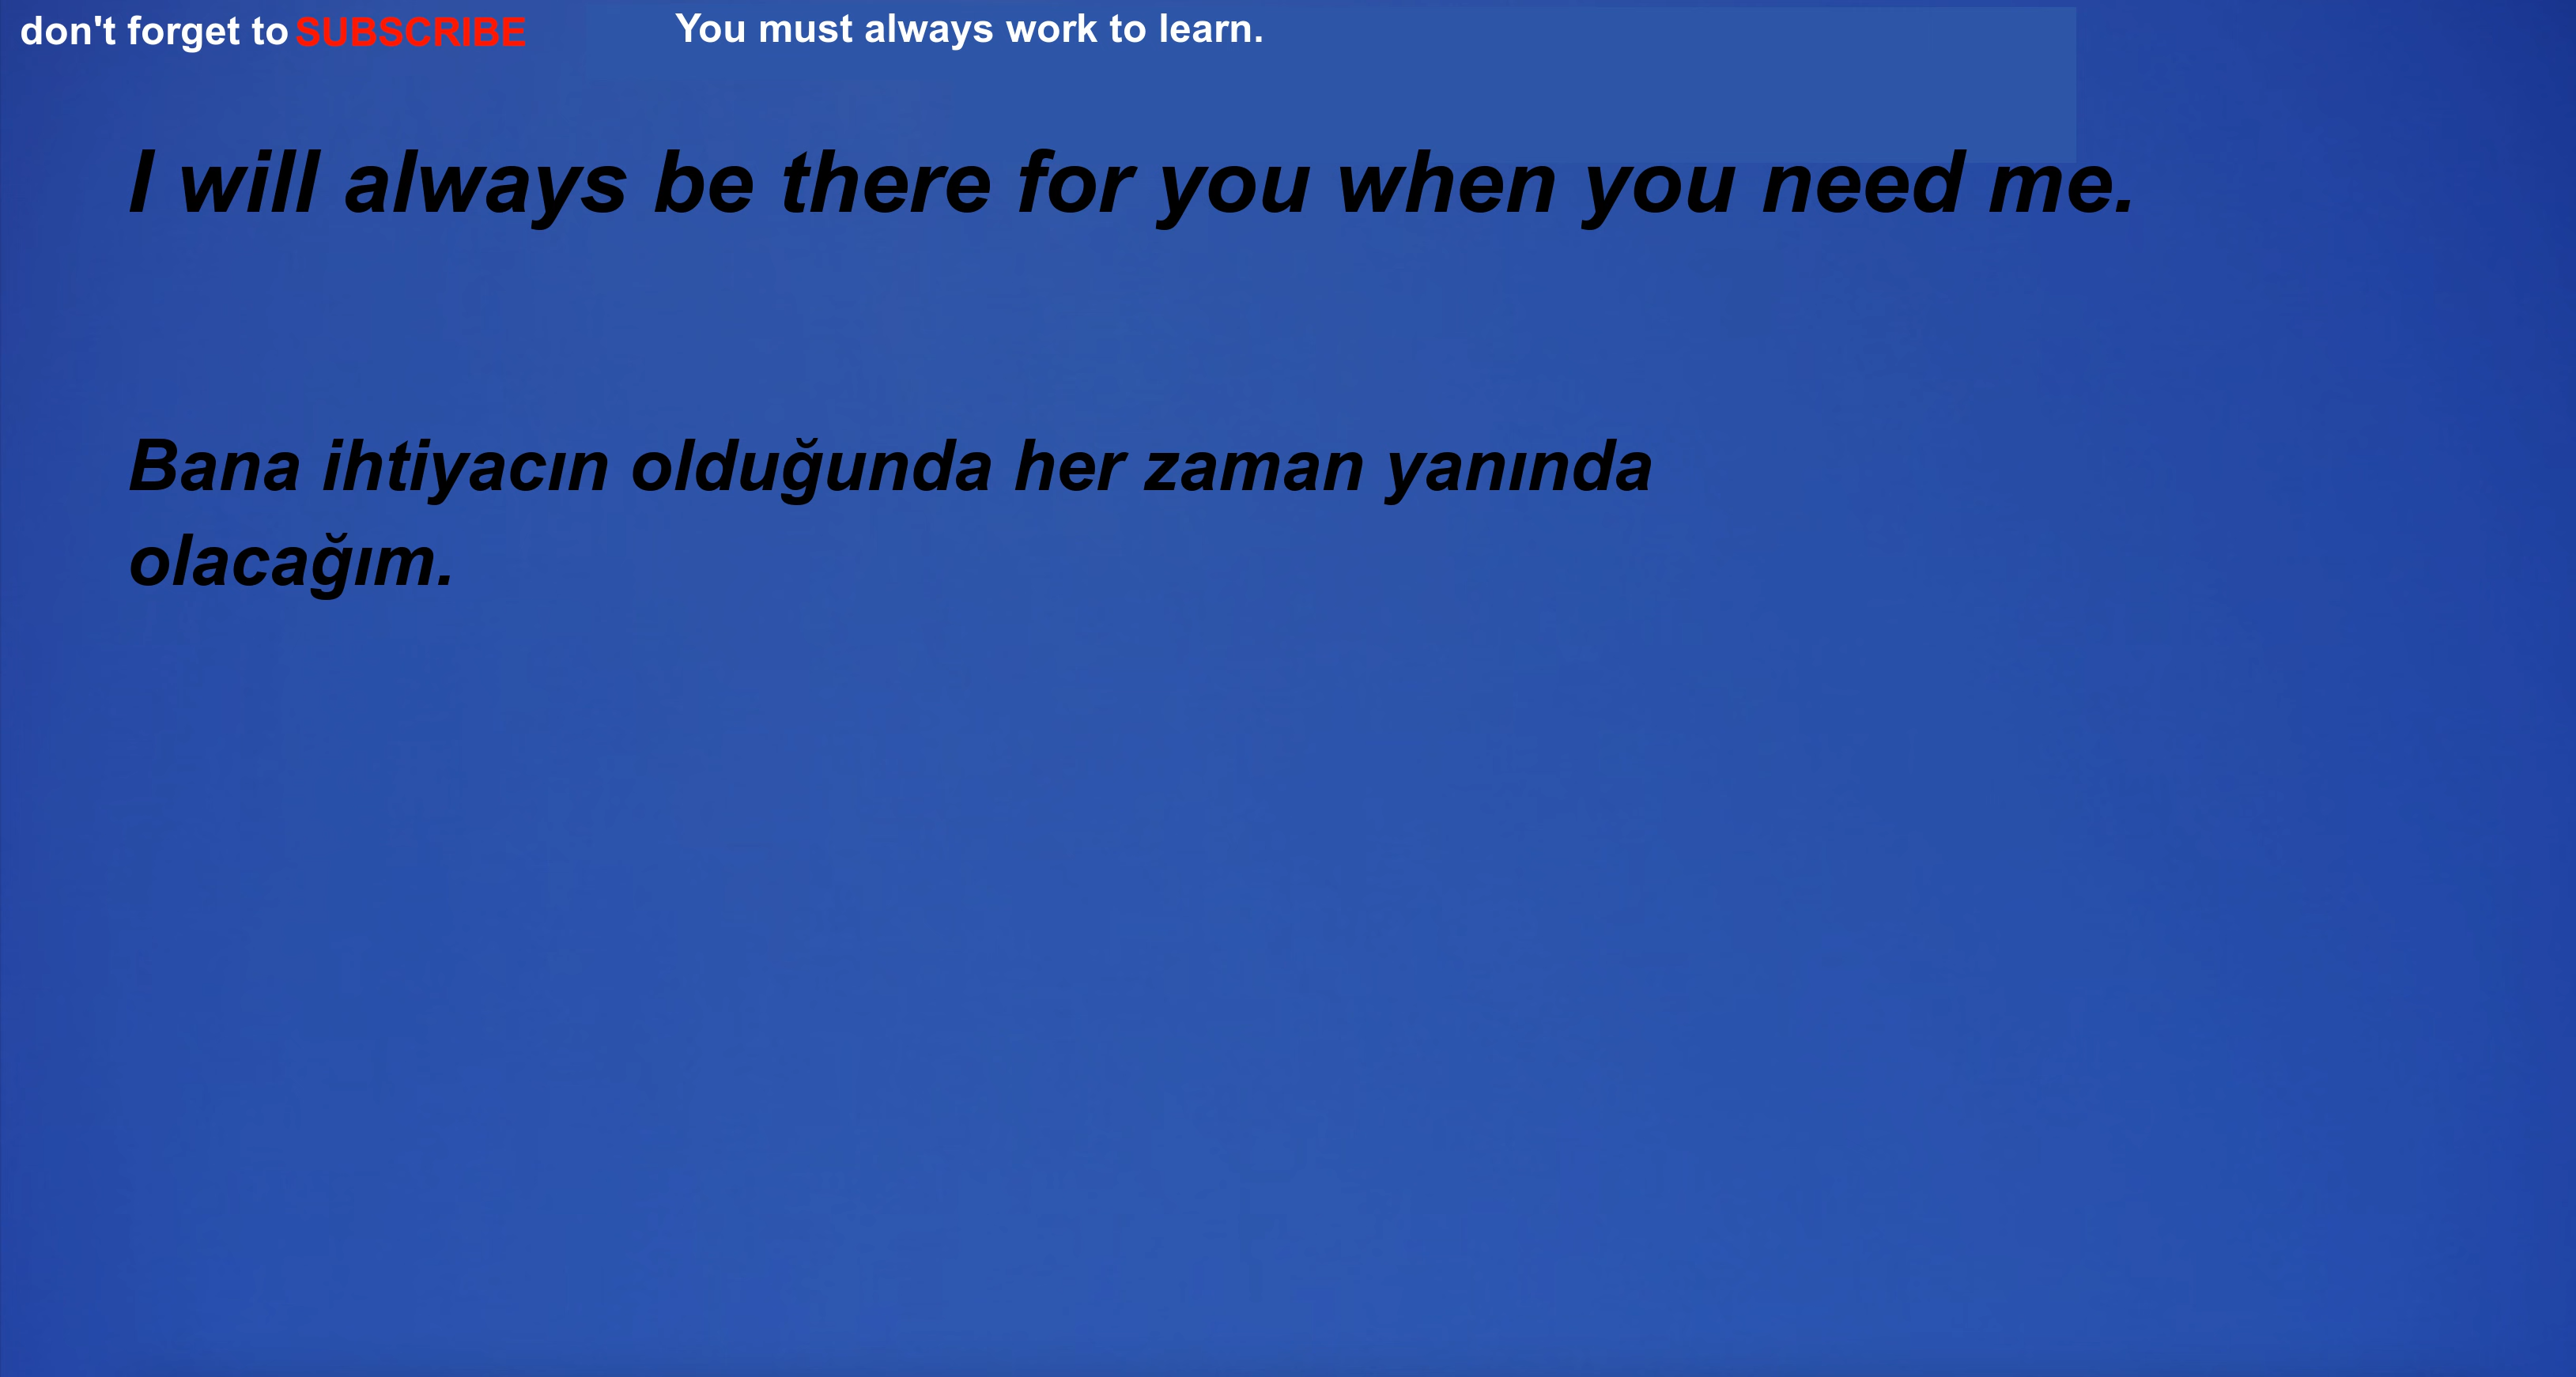 don't forget to SUBSCRIBE
You must always work to learn.
I will always be there for you when you need me.
Bana ihtiyacın olduğunda her zaman yanında
olacağım.